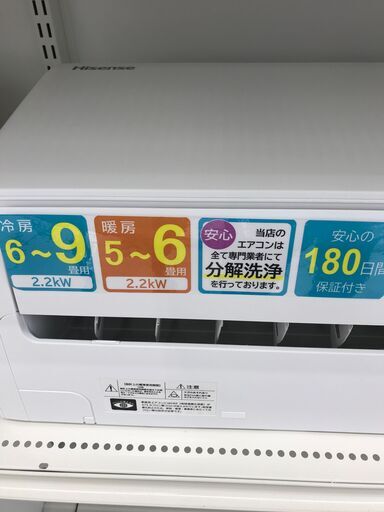 Hisense
冷房
6～9
畳用
2.2kW
暖房
5～6
畳用
2.2kW
安心
当店の
エアコンは
全て専門業者にて
分解洗浄
を行っております。
安心の
180日間
保証付き
注意